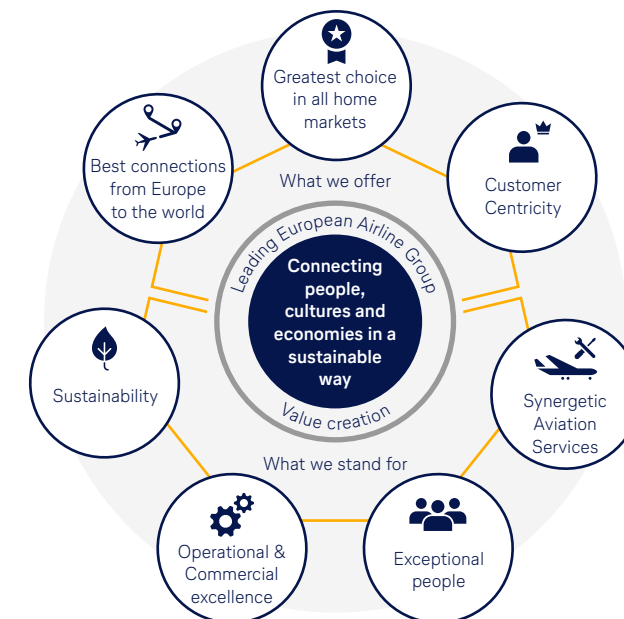 Greatest choice
in all home
markets
Best connections
from Europe
to the world
What we offer
Customer
Centricity
Leading European Airline Group
Connecting
people,
cultures and
economies in a
sustainable
way
Value creation
Sustainability
Synergetic
Aviation
Services
What we stand for
Operational &
Commercial
excellence
Exceptional
people